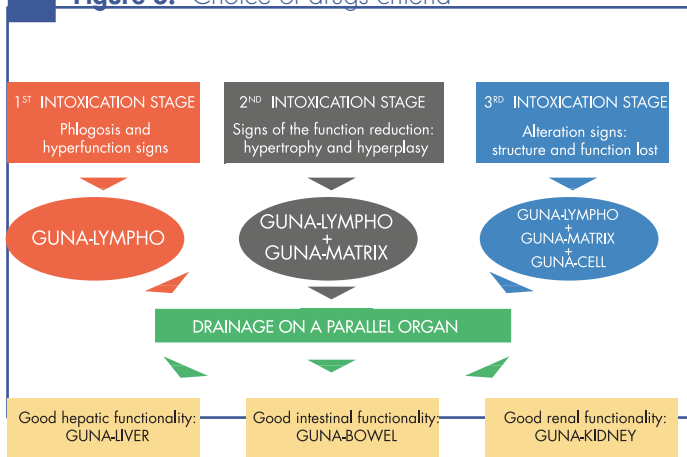 Choice of drugs criteria
1ST INTOXICATION STAGE
Phlogosis and
hyperfunction signs
2ND INTOXICATION STAGE
Signs of the function reduction:
hypertrophy and hyperplasy
3RD INTOXICATION STAGE
Alteration signs:
structure and function lost
GUNA-LYMPHO
GUNA-LYMPHO
+
GUNA-MATRIX
GUNA-LYMPHO
+
GUNA-MATRIX
+
GUNA-CELL
DRAINAGE ON A PARALLEL ORGAN
Good hepatic functionality:
GUNA-LIVER
Good intestinal functionality:
GUNA-BOWEL
Good renal functionality:
GUNA-KIDNEY